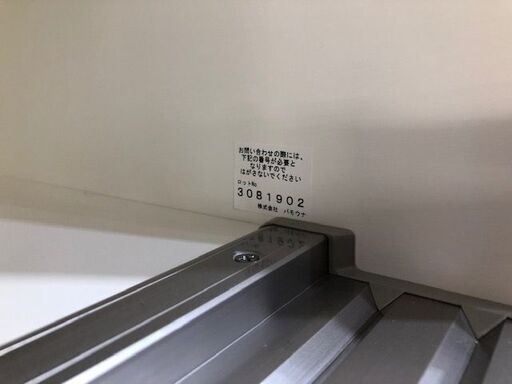 お問い合わせの際には、
下記の番号が必要と
なりますので
はがさないでください
ロットNo
3081902
株式会社 パモウナ